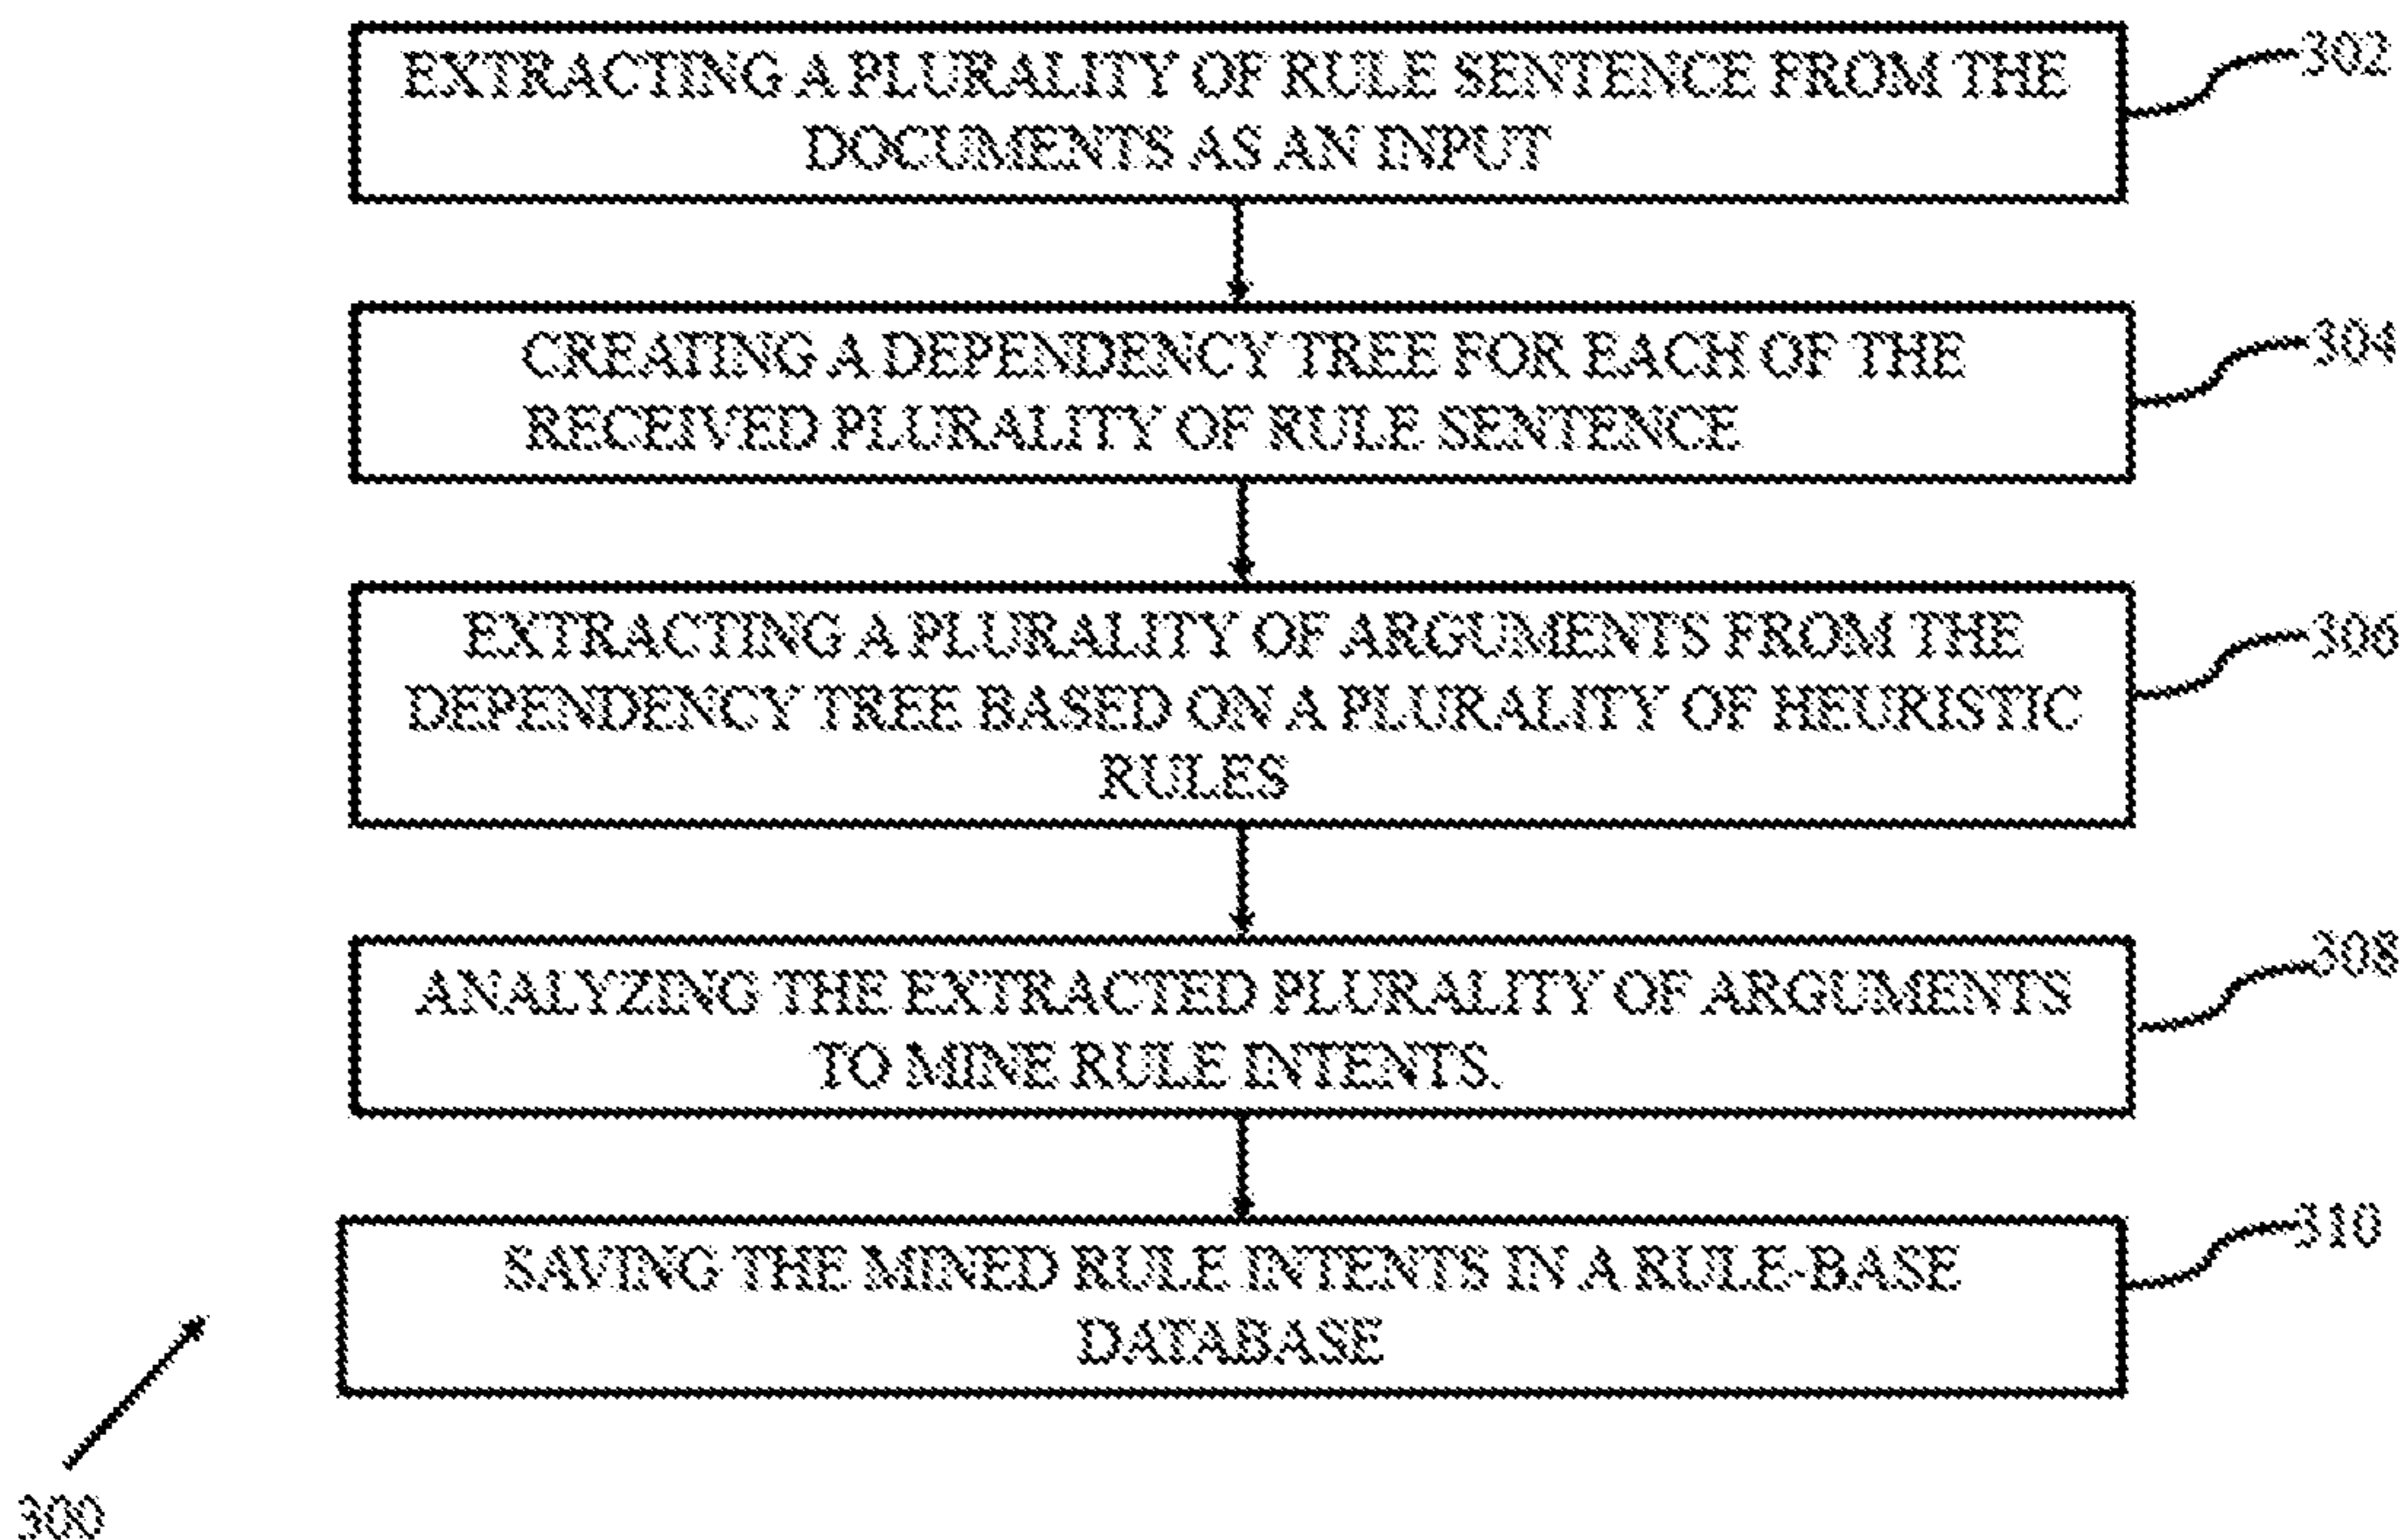 EXTRACTING A PLURALITY OF RULE SENTENCE FROM THE
DOCUMENTS AS AN INPUT
302
CREATING A DEPENDENCY TREE FOR EACH OF THE
RECEIVED PLURALITY OF RULE SENTENCE
304
EXTRACTING A PLURALITY OF ARGUMENTS FROM THE
DEPENDENCY TREE BASED ON A PLURALITY OF HEURISTIC
RULES
306
ANALYZING THE EXTRACTED PLURALITY OF ARGUMENTS
TO MINE RULE INTENTS.
308
SAVING THE MINED RULE INTENTS IN A RULE-BASE
DATABASE
310
300